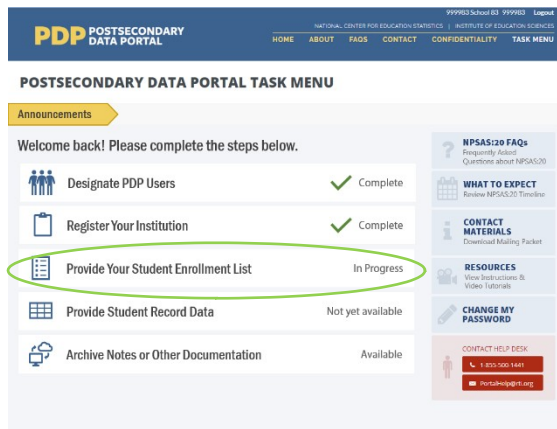 999983 School 83 999983 Logout
PDP POSTSECONDARY DATA PORTAL
NATIONAL CENTER FOR EDUCATION STATISTICS | INSTITUTE OF EDUCATION SCIENCES
HOME ABOUT FAQS CONTACT CONFIDENTIALITY TASK MENU
POSTSECONDARY DATA PORTAL TASK MENU
Announcements
Welcome back! Please complete the steps below.
Designate PDP Users Complete
Register Your Institution Complete
Provide Your Student Enrollment List In Progress
Provide Student Record Data Not yet available
Archive Notes or Other Documentation Available
NPSAS:20 FAQs
Frequently Asked
Questions about NPSAS:20
WHAT TO EXPECT
Review NPSAS:20 Timeline
CONTACT
MATERIALS
Download Mailing Packet
RESOURCES
View Instructions &
Video Tutorials
CHANGE MY
PASSWORD
CONTACT HELP DESK
1-855-500-1441
PortalHelp@rti.org